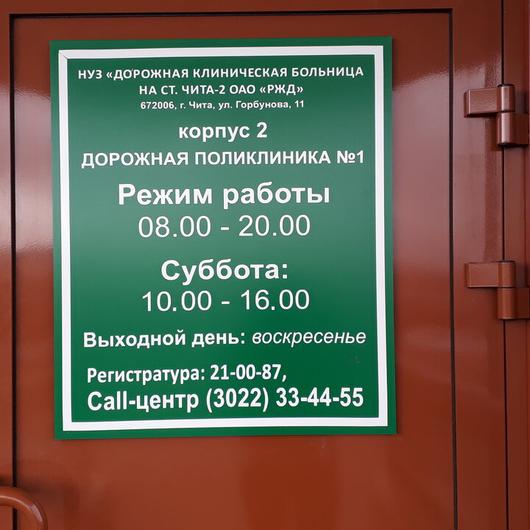 НУЗ «ДОРОЖНАЯ КЛИНИЧЕСКАЯ БОЛЬНИЦА
НА СТ. ЧИТА-2 ОАО «РЖД»
672006, г. Чита, ул. Горбунова, 11
корпус 2
ДОРОЖНАЯ ПОЛИКЛИНИКА №1
Режим работы
08.00 - 20.00
Суббота:
10.00 - 16.00
Выходной день: воскресенье
Регистратура: 21-00-87,
Call-центр (3022) 33-44-55